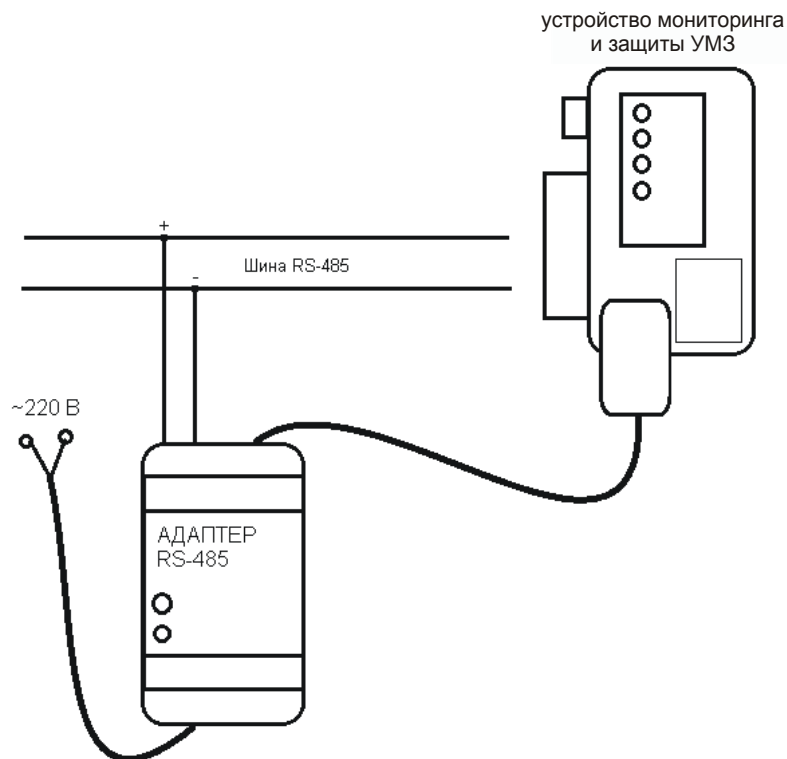 устройство мониторинга
и защиты УМЗ
+
Шина RS-485
-
~220 В
АДАПТЕР
RS-485